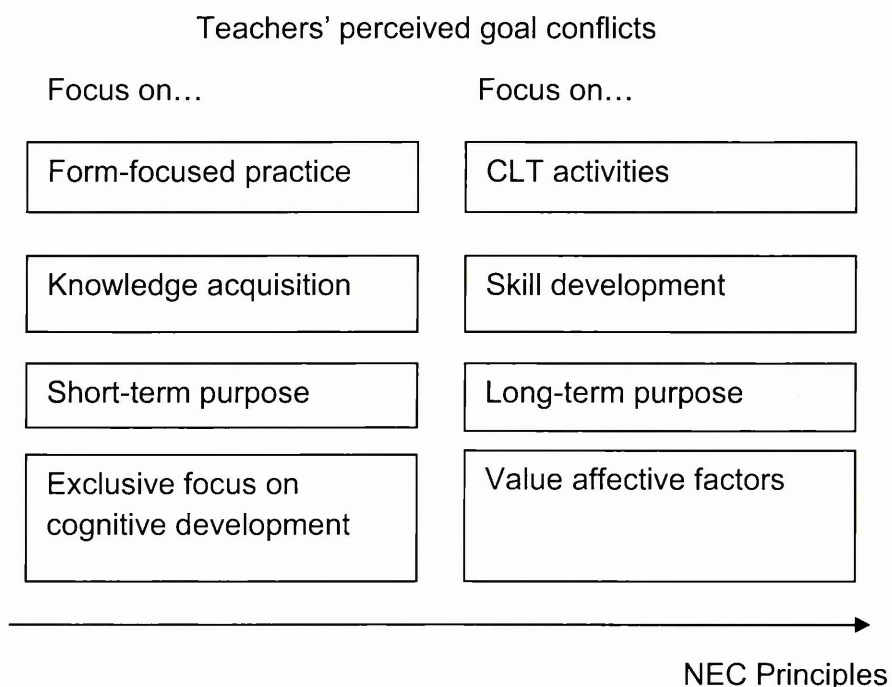 Teachers' perceived goal conflicts
Focus on... Focus on...
Form-focused practice CLT activities
Knowledge acquisition Skill development
Short-term purpose Long-term purpose
Exclusive focus on Value affective factors
cognitive development
NEC Principles